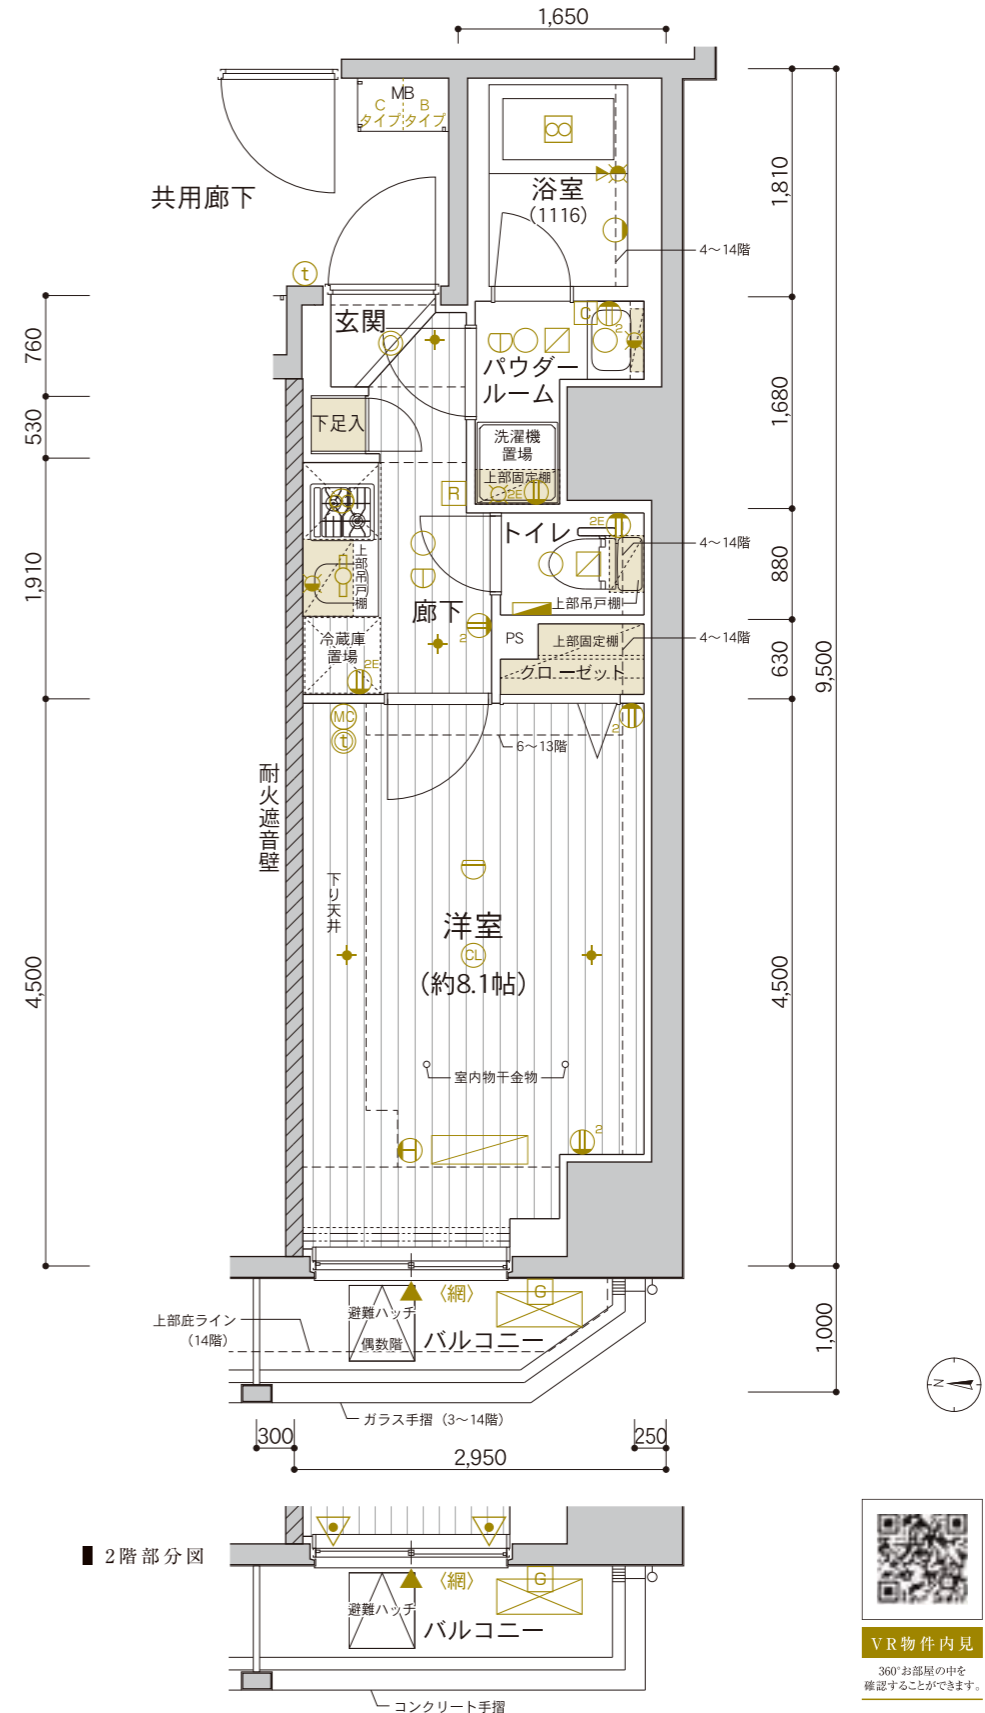 1,650
MB
C
タイプ
B
タイプ
共用廊下
浴室
(1116)
4〜14階
1,810
t
玄関
C
2
パウダー
ルーム
760
530
1,910
4,500
1,680
880
630
4,500
9,500
1,000
下足入
洗濯機
置場
上部固定棚
2E
R
トイレ
2E
4〜14階
上部吊戸棚
上部吊戸棚
廊下
2
PS
上部固定棚
4〜14階
クローゼット
冷蔵庫
置場
2E
MC
t
2
6〜13階
耐火遮音壁
下り天井
洋室
CL
(約8.1帖)
室内物干金物
2
〈網〉
G
避難ハッチ
偶数階
バルコニー
上部庇ライン
(14階)
ガラス手摺（3〜14階）
N
300
250
2,950
2階部分図
〈網〉
G
避難ハッチ
バルコニー
コンクリート手摺
VR物件内見
360°お部屋の中を
確認することができます。